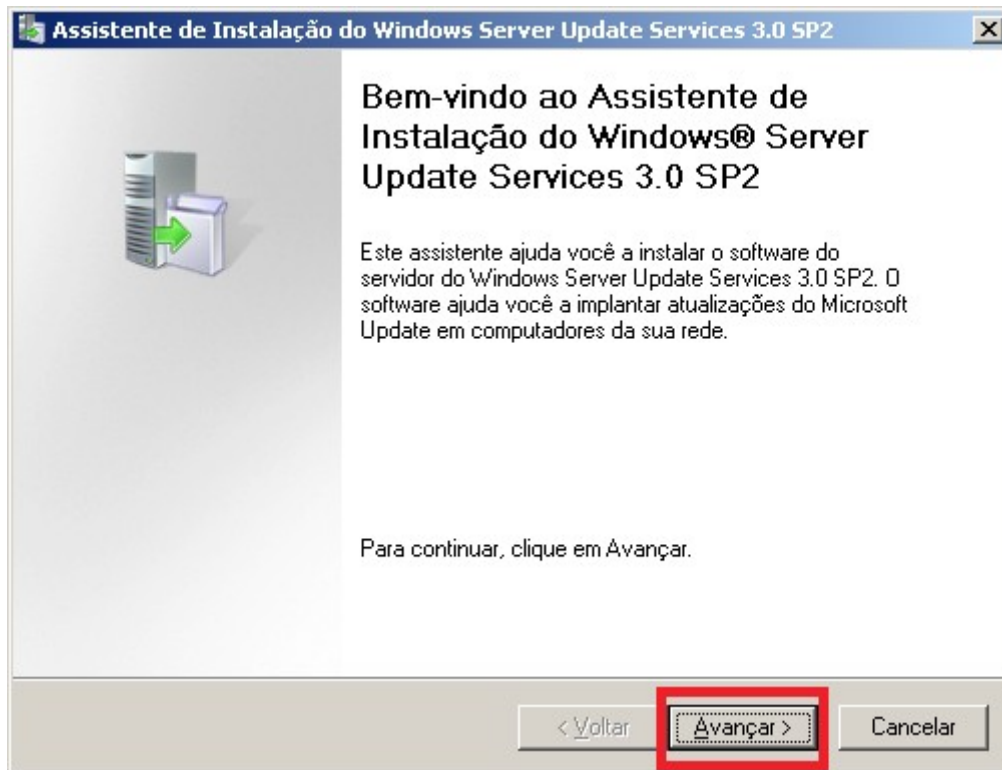 Assistente de Instalação do Windows Server Update Services 3.0 SP2
Bem-vindo ao Assistente de
Instalação do Windows® Server
Update Services 3.0 SP2
Este assistente ajuda você a instalar o software do
servidor do Windows Server Update Services 3.0 SP2. O
software ajuda você a implantar atualizações do Microsoft
Update em computadores da sua rede.
Para continuar, clique em Avançar.
< Voltar Avançar > Cancelar